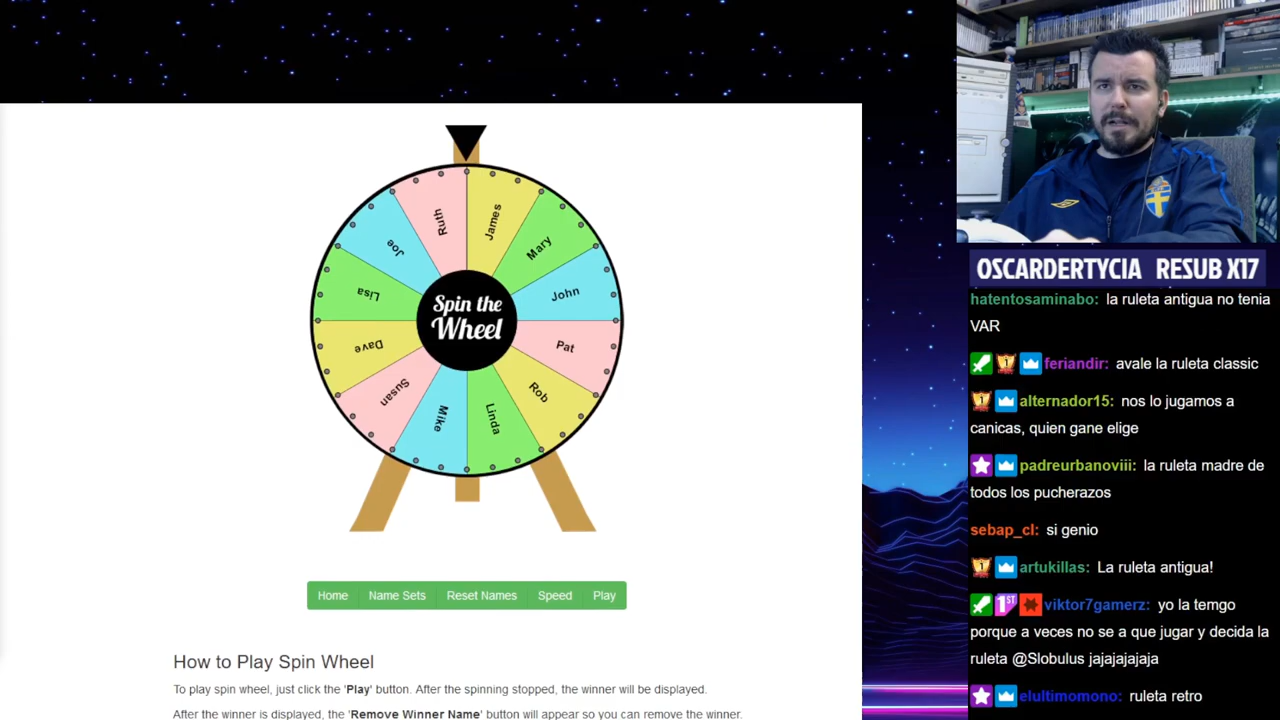 Ruth
James
Joe
Mary
Lisa
John
Spin the
Wheel
Dave
Pat
Susan
Rob
Mike
Linda
Home Name Sets Reset Names Speed Play
How to Play Spin Wheel
To play spin wheel, just click the 'Play' button. After the spinning stopped, the winner will be displayed.
After the winner is displayed, the 'Remove Winner Name' button will appear so you can remove the winner.
OSCARDERTYCIA RESUB X17
hatentosaminabo: la ruleta antigua no tenia
VAR
feriandir: avale la ruleta classic
alternador15: nos lo jugamos a
canicas, quien gane elige
padreurbanoviii: la ruleta madre de
todos los pucherazos
sebap_cl: si genio
artukillas: La ruleta antigua!
1ST viktor7gamerz: yo la temgo
porque a veces no se a que jugar y decida la
ruleta @Slobulus jajajajajaja
elultimomono: ruleta retro